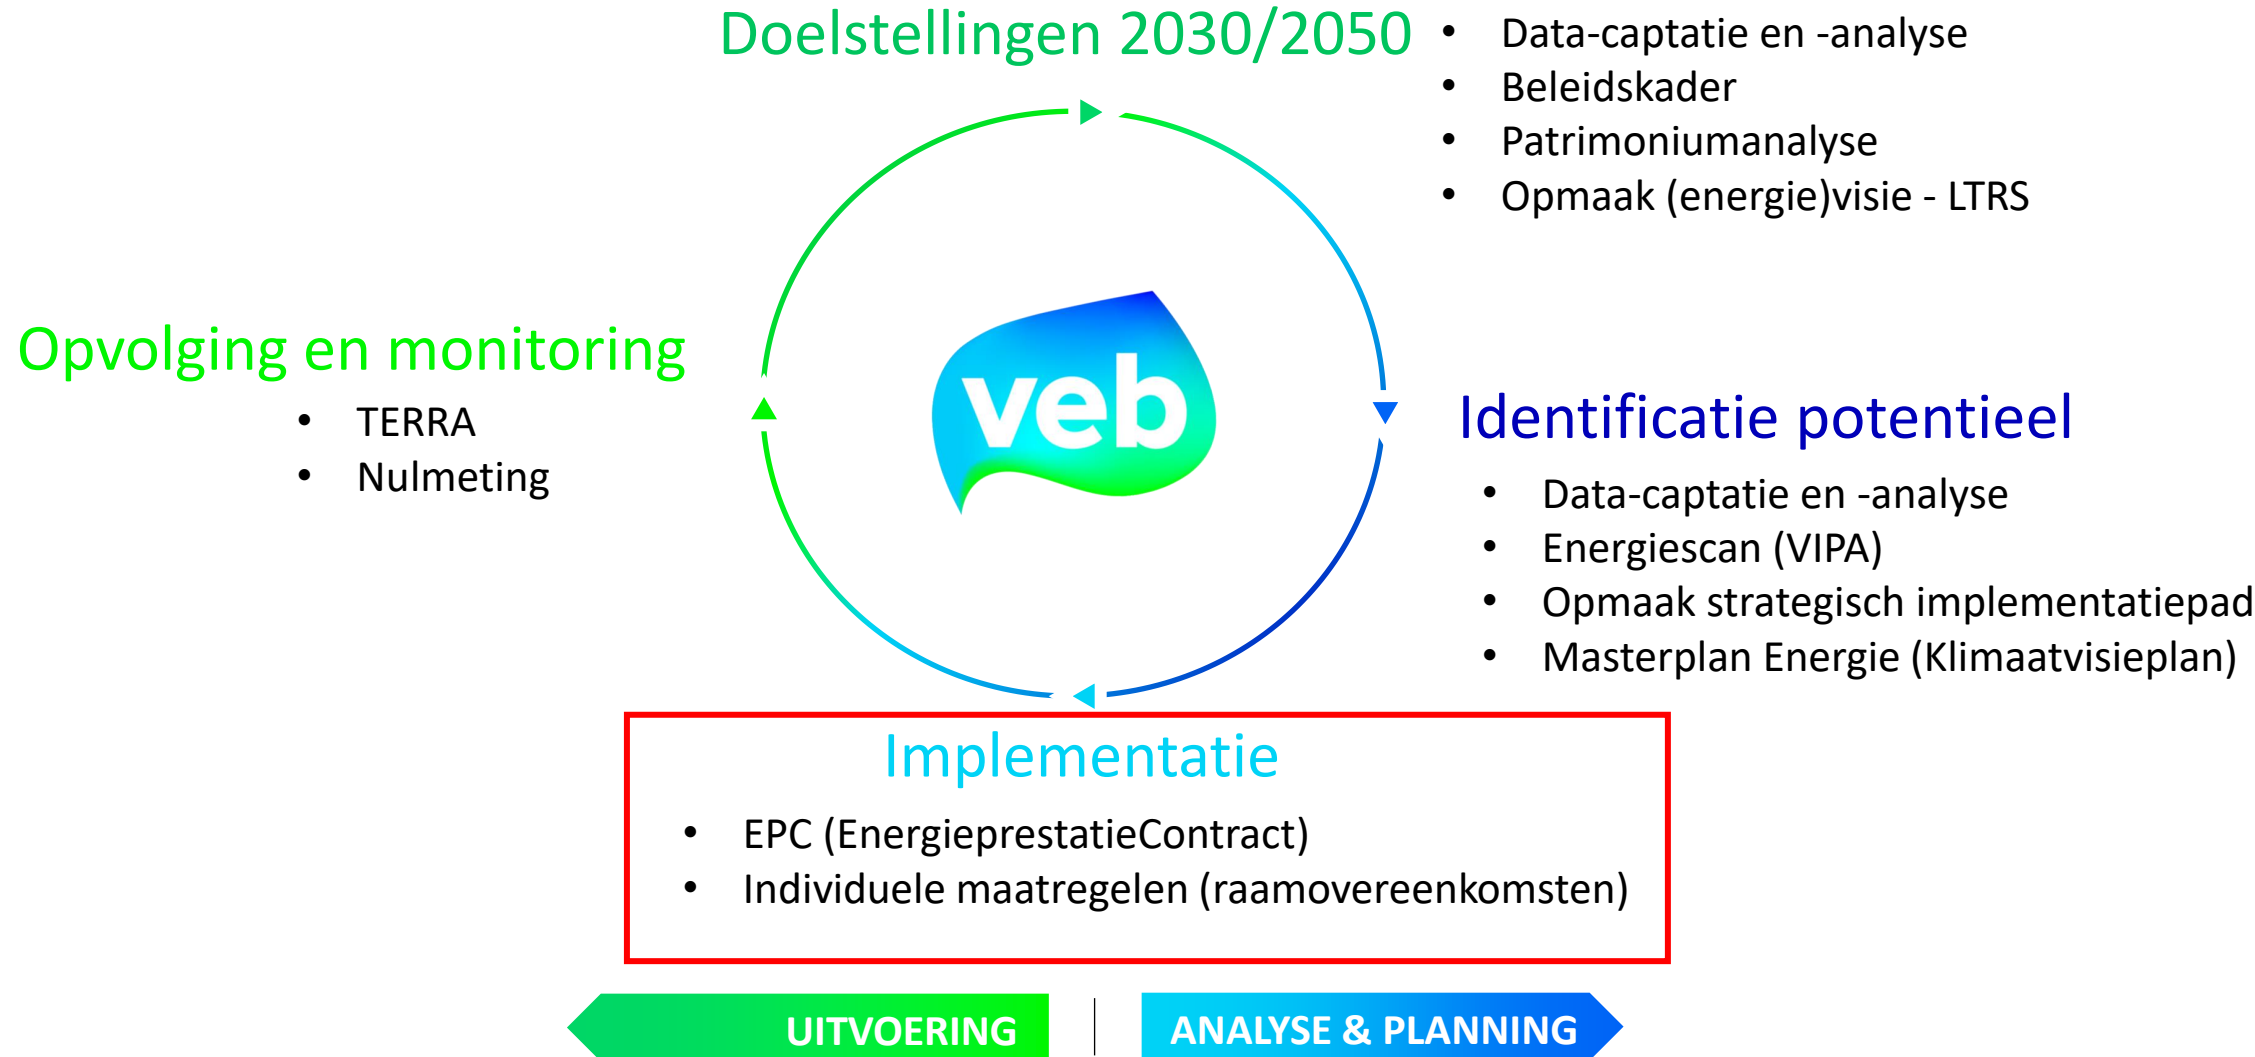 Doelstellingen 2030/2050
• Data-captatie en -analyse
• Beleidskader
• Patrimoniumanalyse
• Opmaak (energie)visie - LTRS
Opvolging en monitoring
• TERRA
• Nulmeting
veb
Identificatie potentieel
• Data-captatie en -analyse
• Energiescan (VIPA)
• Opmaak strategisch implementatiepad
• Masterplan Energie (Klimaatvisieplan)
Implementatie
• EPC (EnergieprestatieContract)
• Individuele maatregelen (raamovereenkomsten)
UITVOERING
ANALYSE & PLANNING